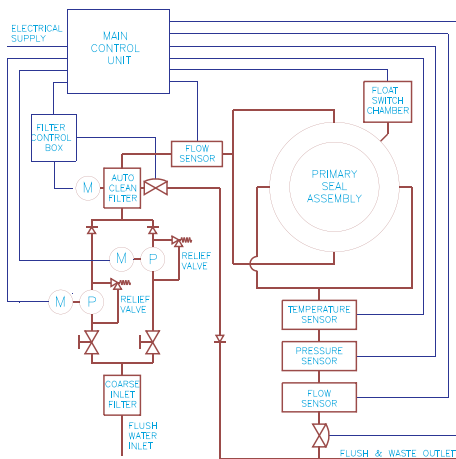 ELECTRICAL
SUPPLY
MAIN
CONTROL
UNIT
FLOAT
SWITCH
CHAMBER
FILTER
CONTROL
BOX
FLOW
SENSOR
M
AUTO
CLEAN
FILTER
PRIMARY
SEAL
ASSEMBLY
M
P
RELIEF
VALVE
M
P
RELIEF
VALVE
TEMPERATURE
SENSOR
PRESSURE
SENSOR
FLOW
SENSOR
COARSE
INLET
FILTER
FLUSH
WATER
INLET
FLUSH & WASTE OUTLET